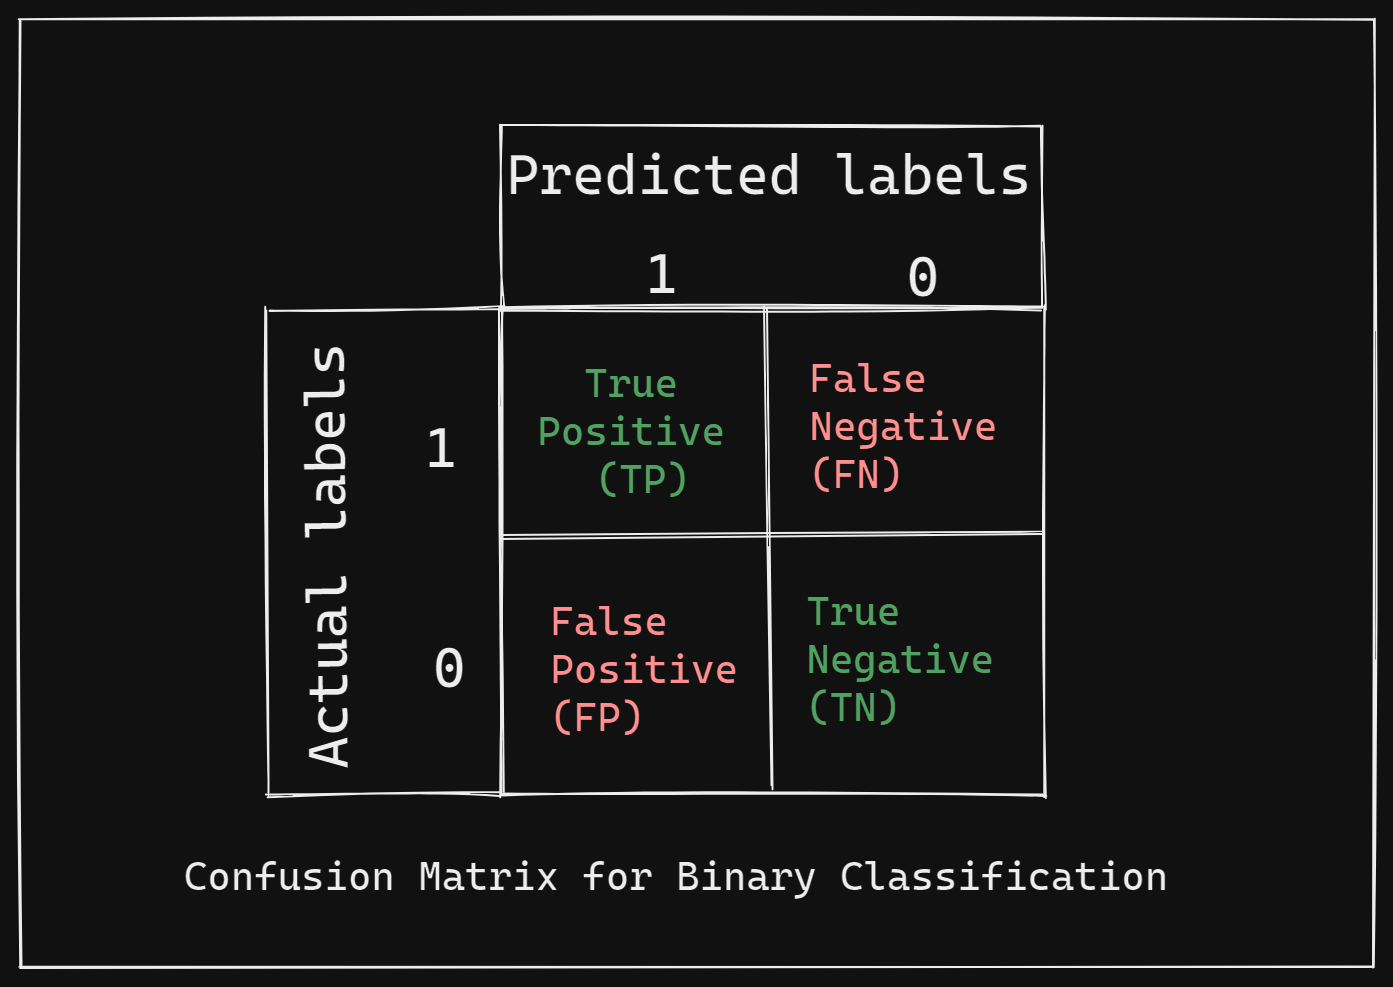 Predicted labels
1 0
Actual labels
1
True
Positive
(TP)
False
Negative
(FN)
0
False
Positive
(FP)
True
Negative
(TN)
Confusion Matrix for Binary Classification